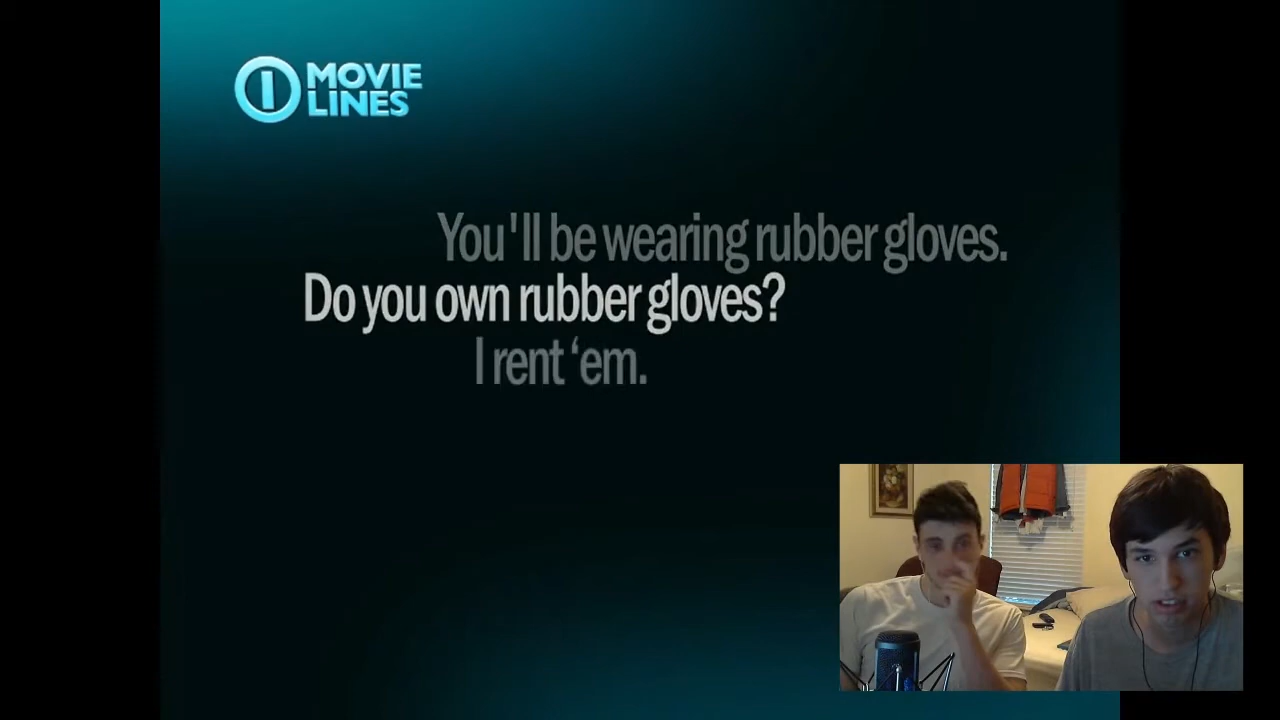 MOVIE
LINES
You'll be wearing rubber gloves.
Do you own rubber gloves?
I rent ‘em.